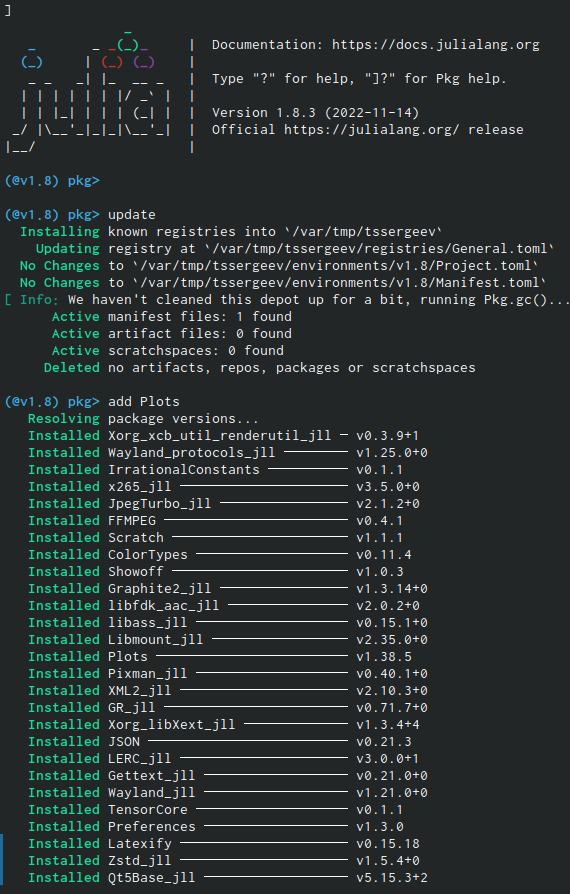 ]
Documentation: https://docs.julialang.org
Type "?" for help, "]?" for Pkg help.
Version 1.8.3 (2022-11-14)
Official https://julialang.org/ release
(@v1.8) pkg>
(@v1.8) pkg> update
Installing known registries into `/var/tmp/tssergeev`
Updating registry at `/var/tmp/tssergeev/registries/General.toml`
No Changes to `/var/tmp/tssergeev/environments/v1.8/Project.toml`
No Changes to `/var/tmp/tssergeev/environments/v1.8/Manifest.toml`
[ Info: We haven't cleaned this depot up for a bit, running Pkg.gc()...
Active manifest files: 1 found
Active artifact files: 0 found
Active scratchspaces: 0 found
Deleted no artifacts, repos, packages or scratchspaces
(@v1.8) pkg> add Plots
Resolving package versions...
Installed Xorg_xcb_util_renderutil_jll ─ v0.3.9+1
Installed Wayland_protocols_jll ──────── v1.25.0+0
Installed IrrationalConstants ────────── v0.1.1
Installed x265_jll ───────────────────── v3.5.0+0
Installed JpegTurbo_jll ──────────────── v2.1.2+0
Installed FFMPEG ─────────────────────── v0.4.1
Installed Scratch ────────────────────── v1.1.1
Installed ColorTypes ─────────────────── v0.11.4
Installed Showoff ────────────────────── v1.0.3
Installed Graphite2_jll ──────────────── v1.3.14+0
Installed libfdk_aac_jll ─────────────── v2.0.2+0
Installed libass_jll ─────────────────── v0.15.1+0
Installed Libmount_jll ───────────────── v2.35.0+0
Installed Plots ──────────────────────── v1.38.5
Installed Pixman_jll ─────────────────── v0.40.1+0
Installed XML2_jll ───────────────────── v2.10.3+0
Installed GR_jll ─────────────────────── v0.71.7+0
Installed Xorg_libXext_jll ───────────── v1.3.4+4
Installed JSON ───────────────────────── v0.21.3
Installed LERC_jll ───────────────────── v3.0.0+1
Installed Gettext_jll ────────────────── v0.21.0+0
Installed Wayland_jll ────────────────── v1.21.0+0
Installed TensorCore ─────────────────── v0.1.1
Installed Preferences ────────────────── v1.3.0
Installed Latexify ───────────────────── v0.15.18
Installed Zstd_jll ───────────────────── v1.5.4+0
Installed Qt5Base_jll ────────────────── v5.15.3+2